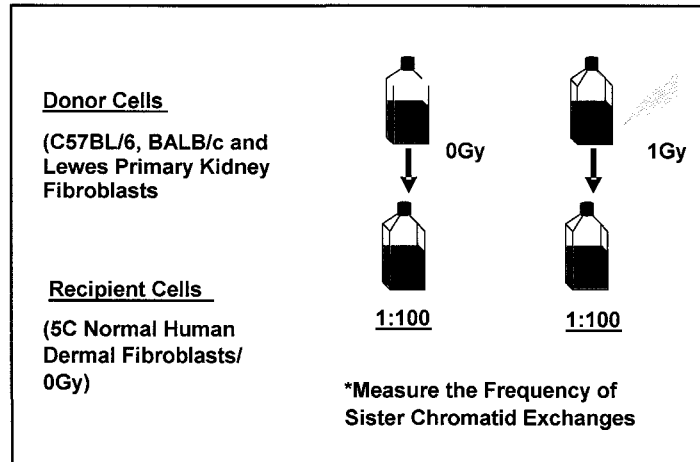 Donor Cells
(C57BL/6, BALB/c and
Lewes Primary Kidney
Fibroblasts
0Gy
1Gy
Recipient Cells
(5C Normal Human
Dermal Fibroblasts/
0Gy)
1:100
1:100
*Measure the Frequency of
Sister Chromatid Exchanges